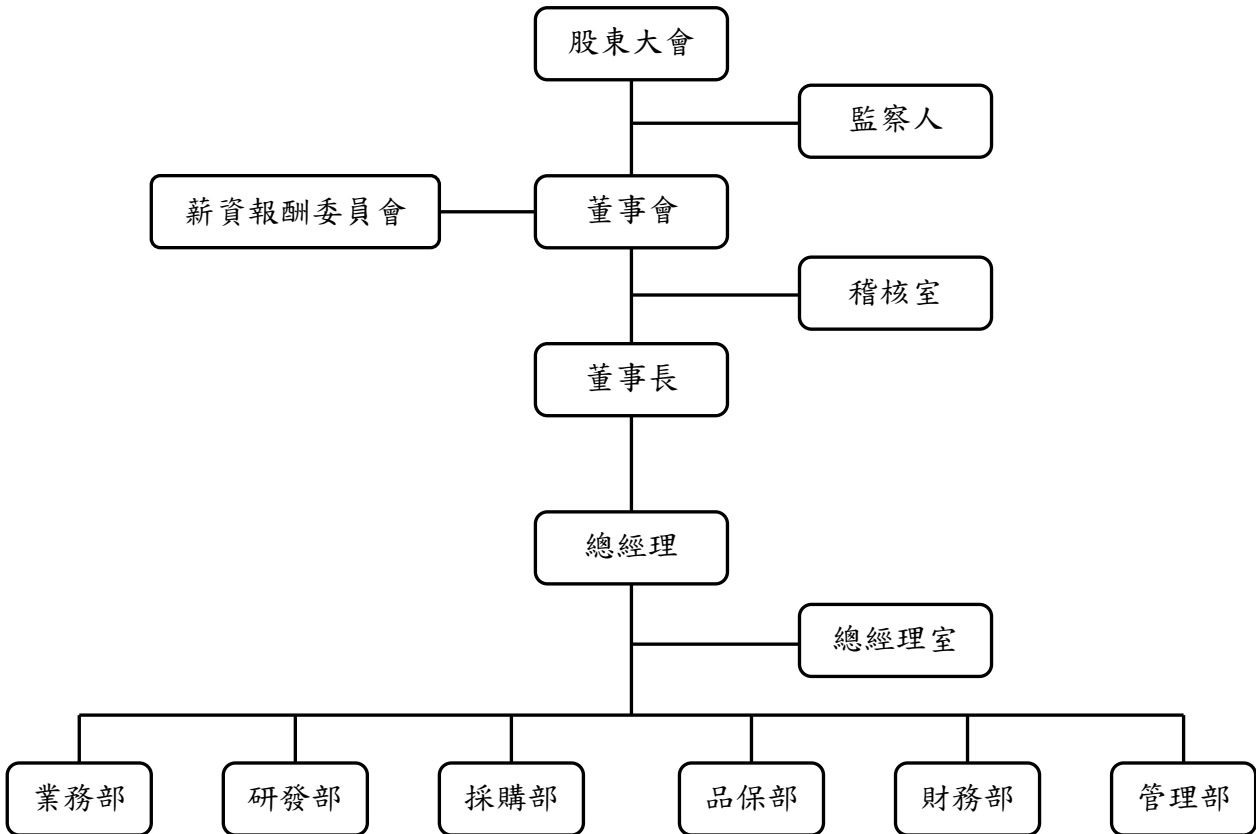 股東大會
監察人
薪資報酬委員會
董事會
稽核室
董事長
總經理
總經理室
業務部
研發部
採購部
品保部
財務部
管理部